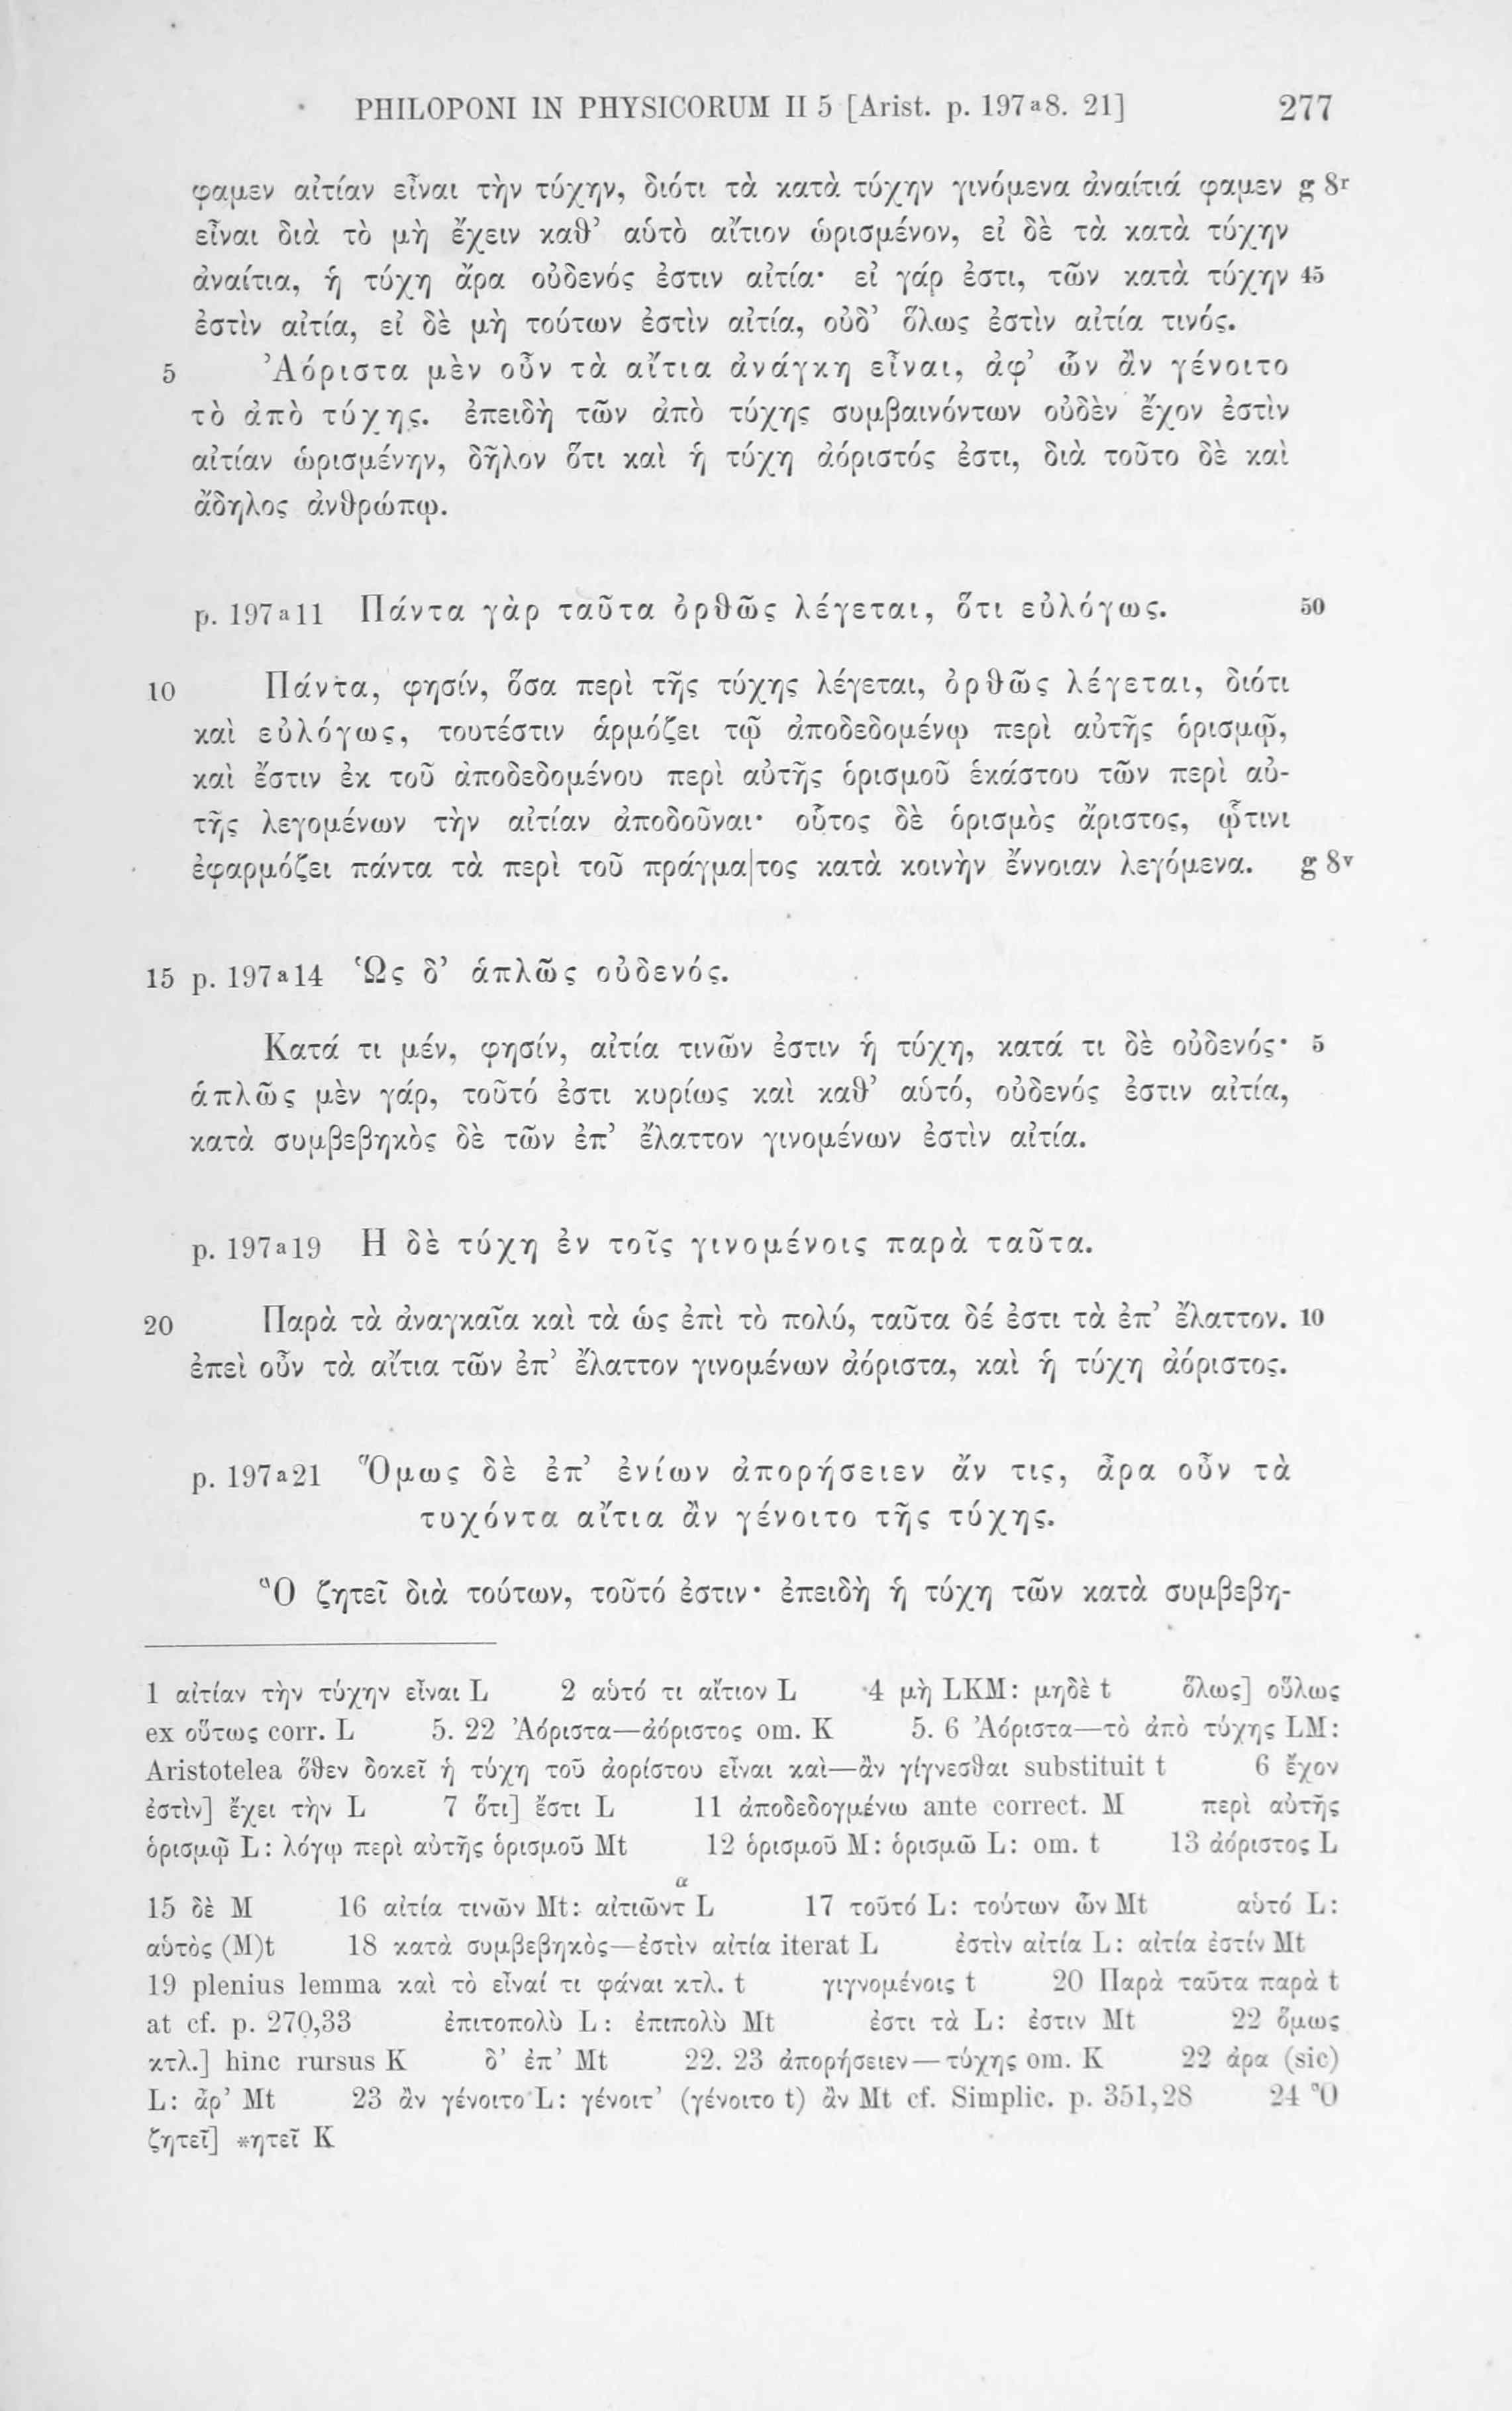 PHILOPONI IN PHYSICORUM II 5 [Arist. p. 197ᵃ8. 21] 277
φαμεν αἰτίαν εἶναι τὴν τύχην, διότι τὰ κατὰ τύχην γινόμενα ἀναίτιά φαμεν g 8ʳ
εἶναι διὰ τὸ μὴ ἔχειν καθ’ αὑτὸ αἴτιον ὡρισμένον, εἰ δὲ τὰ κατὰ τύχην
ἀναίτια, ἡ τύχη ἄρα οὐδενός ἐστιν αἰτία· εἰ γάρ ἐστι, τῶν κατὰ τύχην 45
ἐστὶν αἰτία, εἰ δὲ μὴ τούτων ἐστὶν αἰτία, οὐδ’ ὅλως ἐστὶν αἰτία τινός.
5 Ἀόριστα μὲν οὖν τὰ αἴτια ἀνάγκη εἶναι, ἀφ’ ὧν ἂν γένοιτο
τὸ ἀπὸ τύχης. ἐπειδὴ τῶν ἀπὸ τύχης συμβαινόντων οὐδὲν ἔχον ἐστὶν
αἰτίαν ὡρισμένην, δῆλον ὅτι καὶ ἡ τύχη ἀόριστός ἐστι, διὰ τοῦτο δὲ καὶ
ἄδηλος ἀνθρώπῳ.
p. 197ᵃ11 Πάντα γὰρ ταῦτα ὀρθῶς λέγεται, ὅτι εὐλόγως. 50
10 Πάντα, φησίν, ὅσα περὶ τῆς τύχης λέγεται, ὀρθῶς λέγεται, διότι
καὶ εὐλόγως, τουτέστιν ἁρμόζει τῷ ἀποδεδομένῳ περὶ αὐτῆς ὁρισμῷ,
καὶ ἔστιν ἐκ τοῦ ἀποδεδομένου περὶ αὐτῆς ὁρισμοῦ ἑκάστου τῶν περὶ αὐ-
τῆς λεγομένων τὴν αἰτίαν ἀποδοῦναι· οὗτος δὲ ὁρισμὸς ἄριστος, ᾧτινι
ἐφαρμόζει πάντα τὰ περὶ τοῦ πράγμα|τος κατὰ κοινὴν ἔννοιαν λεγόμενα. g 8ᵛ
15 p. 197ᵃ14 Ὡς δ’ ἁπλῶς οὐδενός.
Κατά τι μέν, φησίν, αἰτία τινῶν ἐστιν ἡ τύχη, κατά τι δὲ οὐδενός· 5
ἁπλῶς μὲν γάρ, τοῦτό ἐστι κυρίως καὶ καθ’ αὑτό, οὐδενός ἐστιν αἰτία,
κατὰ συμβεβηκὸς δὲ τῶν ἐπ’ ἔλαττον γινομένων ἐστὶν αἰτία.
p. 197ᵃ19 Η δὲ τύχη ἐν τοῖς γινομένοις παρὰ ταῦτα.
20 Παρὰ τὰ ἀναγκαῖα καὶ τὰ ὡς ἐπὶ τὸ πολύ, ταῦτα δέ ἐστι τὰ ἐπ’ ἔλαττον. 10
ἐπεὶ οὖν τὰ αἴτια τῶν ἐπ’ ἔλαττον γινομένων ἀόριστα, καὶ ἡ τύχη ἀόριστος.
p. 197ᵃ21 Ὅμως δὲ ἐπ’ ἐνίων ἀπορήσειεν ἄν τις, ἆρα οὖν τὰ
τυχόντα αἴτια ἂν γένοιτο τῆς τύχης.
Ὃ ζητεῖ διὰ τούτων, τοῦτό ἐστιν· ἐπειδὴ ἡ τύχη τῶν κατὰ συμβεβη-
1 αἰτίαν τὴν τύχην εἶναι L 2 αὑτό τι αἴτιον L 4 μὴ LKM: μηδὲ t ὅλως] οὕλως
ex οὕτως corr. L 5. 22 Ἀόριστα—ἀόριστος om. K 5. 6 Ἀόριστα—τὸ ἀπὸ τύχης LM:
Aristotelea ὅθεν δοκεῖ ἡ τύχη τοῦ ἀορίστου εἶναι καὶ—ἂν γίγνεσθαι substituit t 6 ἔχον
ἐστὶν] ἔχει τὴν L 7 ὅτι] ἔστι L 11 ἀποδεδογμένω ante correct. M περὶ αὐτῆς
ὁρισμῷ L: λόγῳ περὶ αὐτῆς ὁρισμοῦ Mt 12 ὁρισμοῦ M: ὁρισμῶ L: om. t 13 ἀόριστος L
15 δὲ M 16 αἰτία τινῶν Mt: αἰτιῶντ<sup>α</sup> L 17 τοῦτό L: τούτων ὧν Mt αὑτό L:
αὑτὸς (M)t 18 κατὰ συμβεβηκὸς—ἐστὶν αἰτία iterat L ἐστὶν αἰτία L: αἰτία ἐστίν Mt
19 plenius lemma καὶ τὸ εἶναί τι φάναι κτλ. t γιγνομένοις t 20 Παρὰ ταῦτα παρὰ t
at cf. p. 270,33 ἐπιτοπολὺ L: ἐπιπολὺ Mt ἐστι τὰ L: ἐστιν Mt 22 ὅμως
κτλ.] hinc rursus K δ’ ἐπ’ Mt 22. 23 ἀπορήσειεν—τύχης om. K 22 ἄρα (sic)
L: ἆρ’ Mt 23 ἂν γένοιτο L: γένοιτ’ (γένοιτο t) ἂν Mt cf. Simplic. p. 351,28 24 Ὃ
ζητεῖ] *ητεῖ K